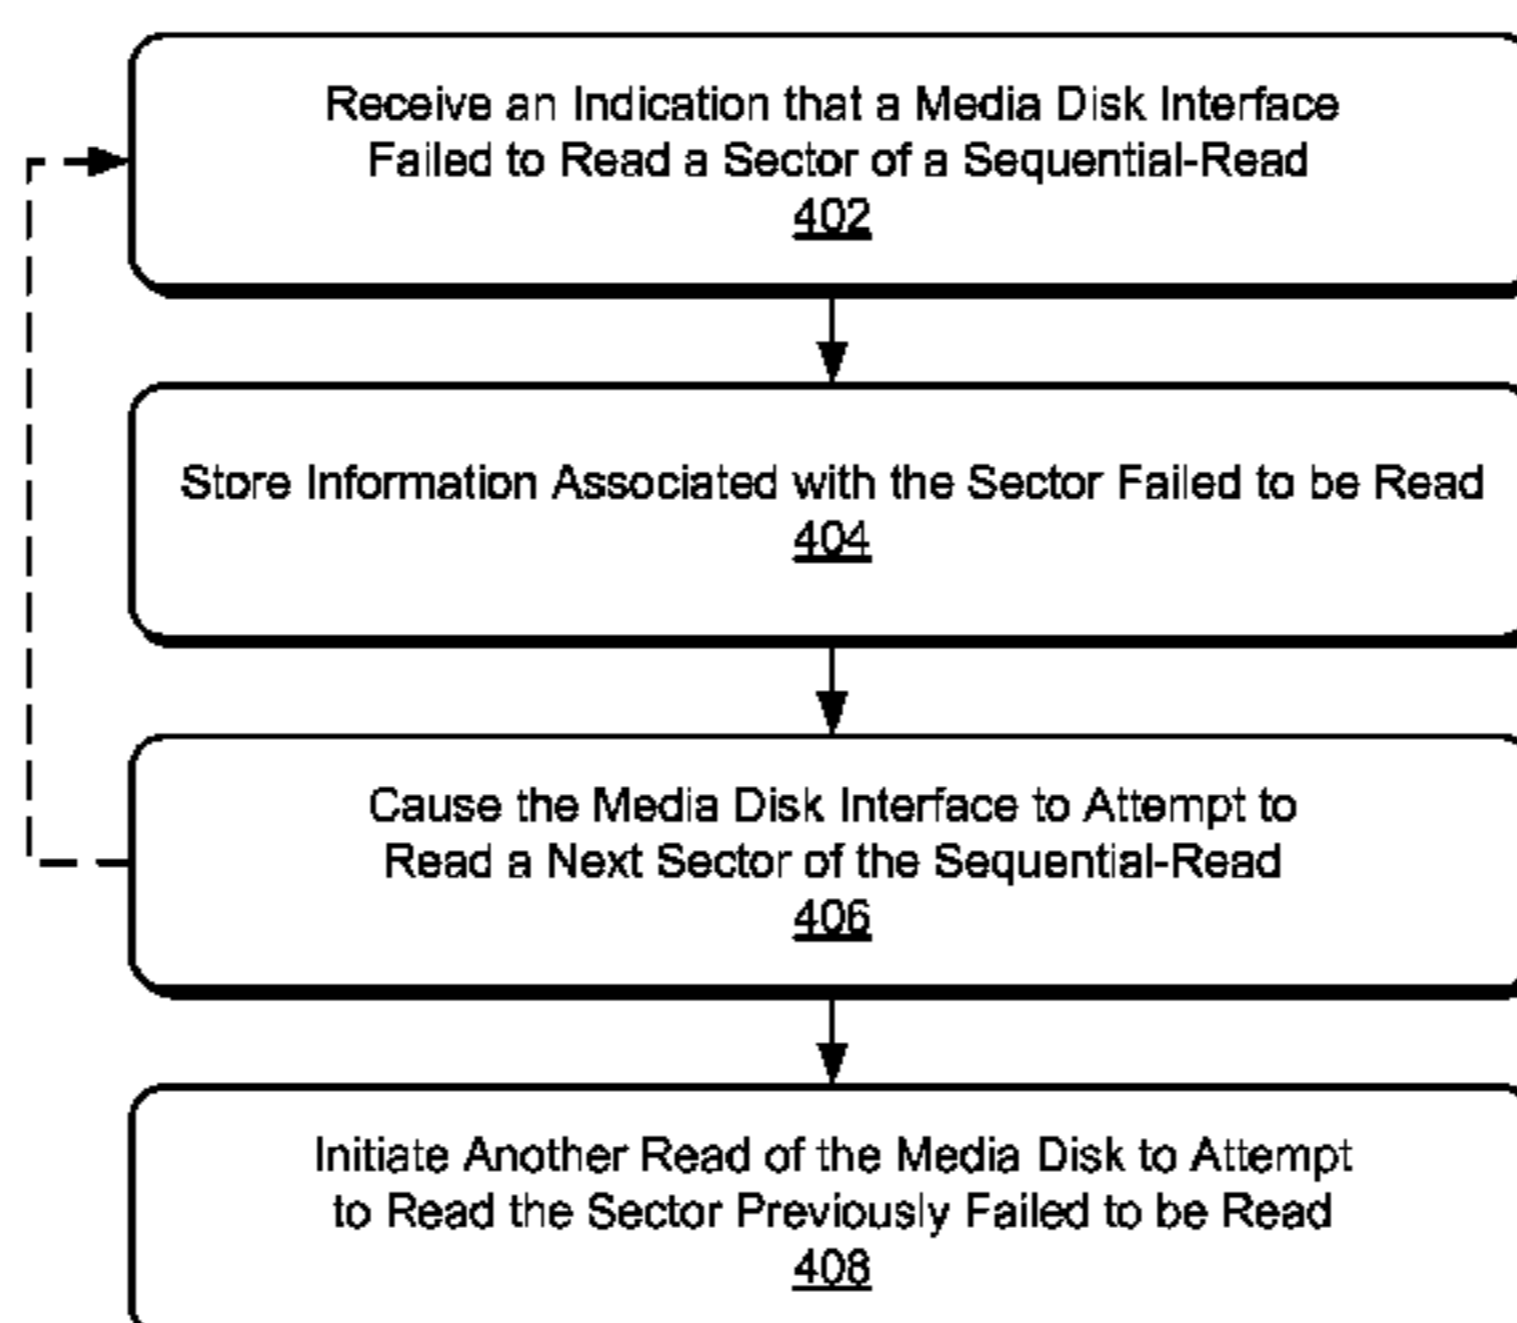 Receive an Indication that a Media Disk Interface
Failed to Read a Sector of a Sequential-Read
402
Store Information Associated with the Sector Failed to be Read
404
Cause the Media Disk Interface to Attempt to
Read a Next Sector of the Sequential-Read
406
Initiate Another Read of the Media Disk to Attempt
to Read the Sector Previously Failed to be Read
408